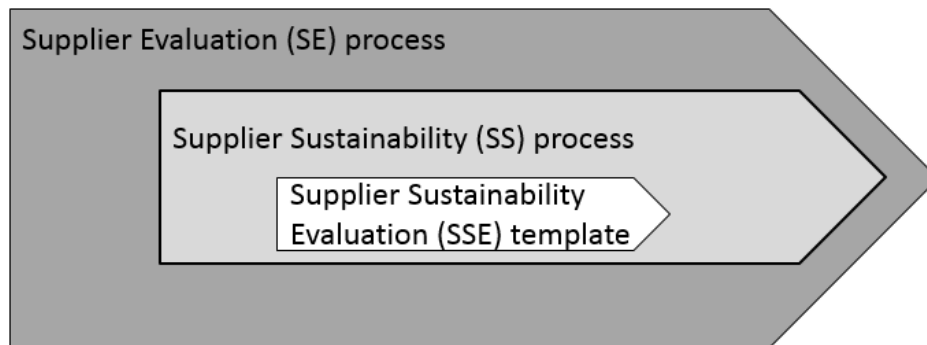 Supplier Evaluation (SE) process
Supplier Sustainability (SS) process
Supplier Sustainability
Evaluation (SSE) template